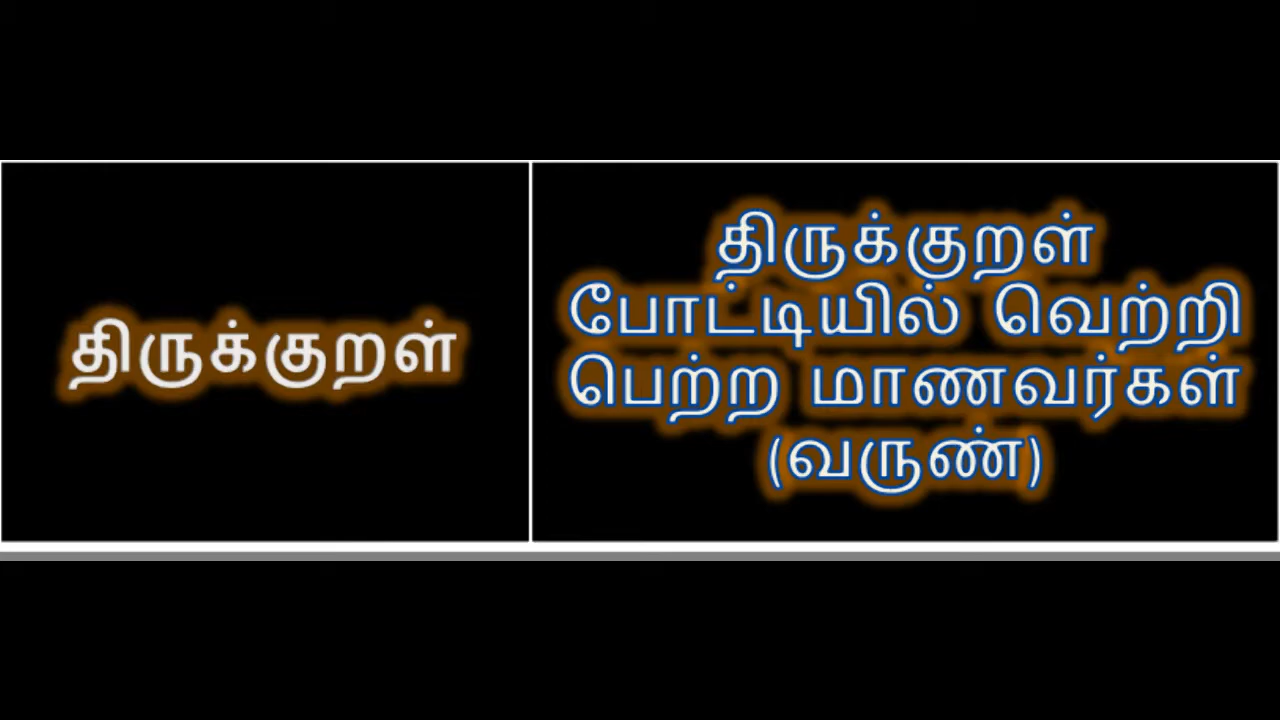 திருக்குறள்
திருக்குறள்
போட்டியில் வெற்றி
பெற்ற மாணவர்கள்
(வருண்)